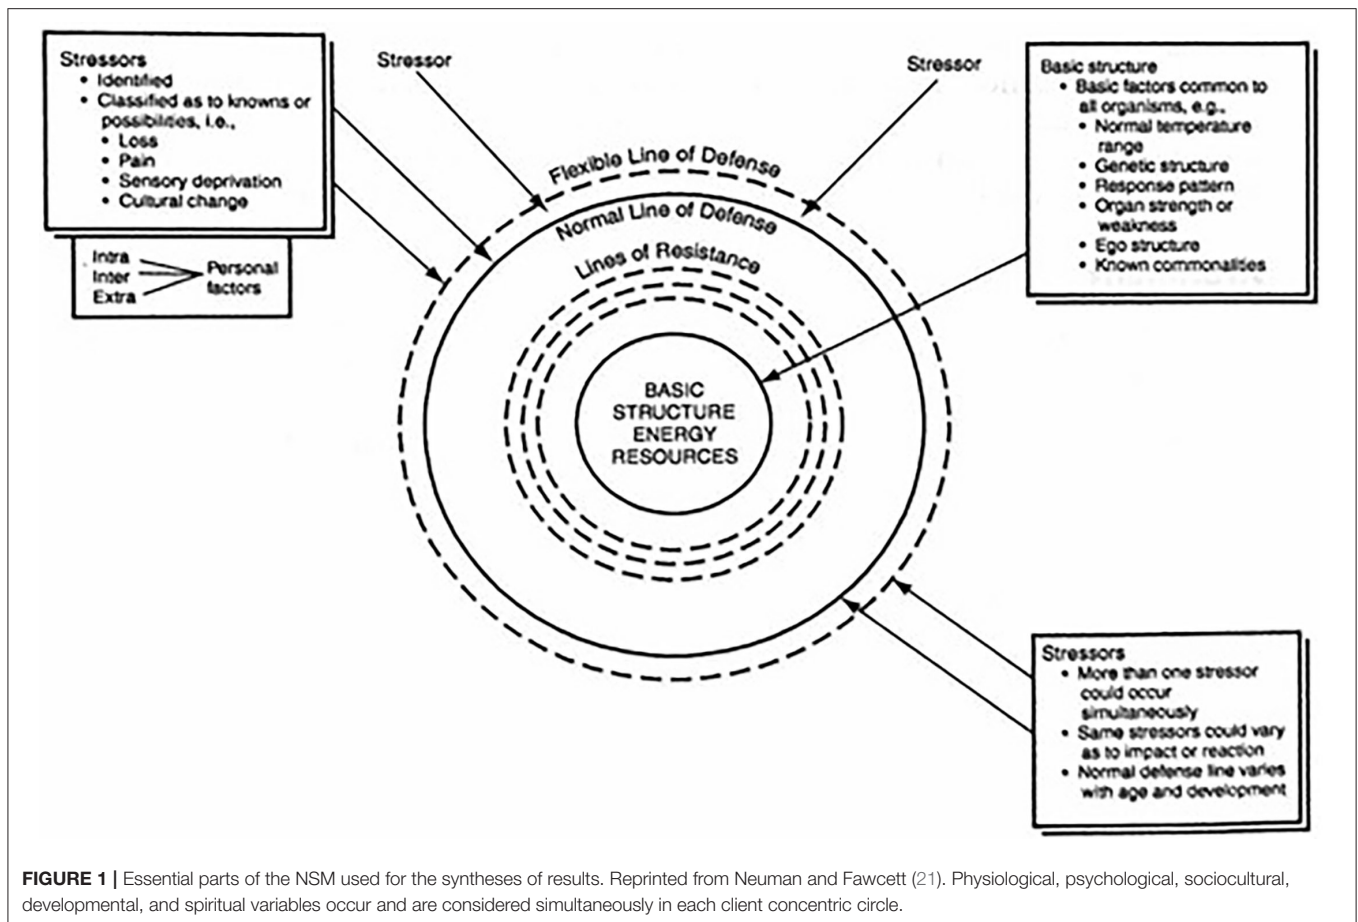 Stressors
• Identified
• Classified as to knowns or
possibilities, i.e.,
• Loss
• Pain
• Sensory deprivation
• Cultural change
Intra
Inter
Extra
Personal
factors
Stressor
Stressor
Basic structure
• Basic factors common to
all organisms, e.g.,
• Normal temperature
range
• Genetic structure
• Response pattern
• Organ strength or
weakness
• Ego structure
• Known commonalities
Flexible Line of Defense
Normal Line of Defense
Lines of Resistance
BASIC
STRUCTURE
ENERGY
RESOURCES
Stressors
• More than one stressor
could occur
simultaneously
• Same stressors could vary
as to impact or reaction
• Normal defense line varies
with age and development
FIGURE 1 | Essential parts of the NSM used for the syntheses of results. Reprinted from Neuman and Fawcett (21). Physiological, psychological, sociocultural,
developmental, and spiritual variables occur and are considered simultaneously in each client concentric circle.